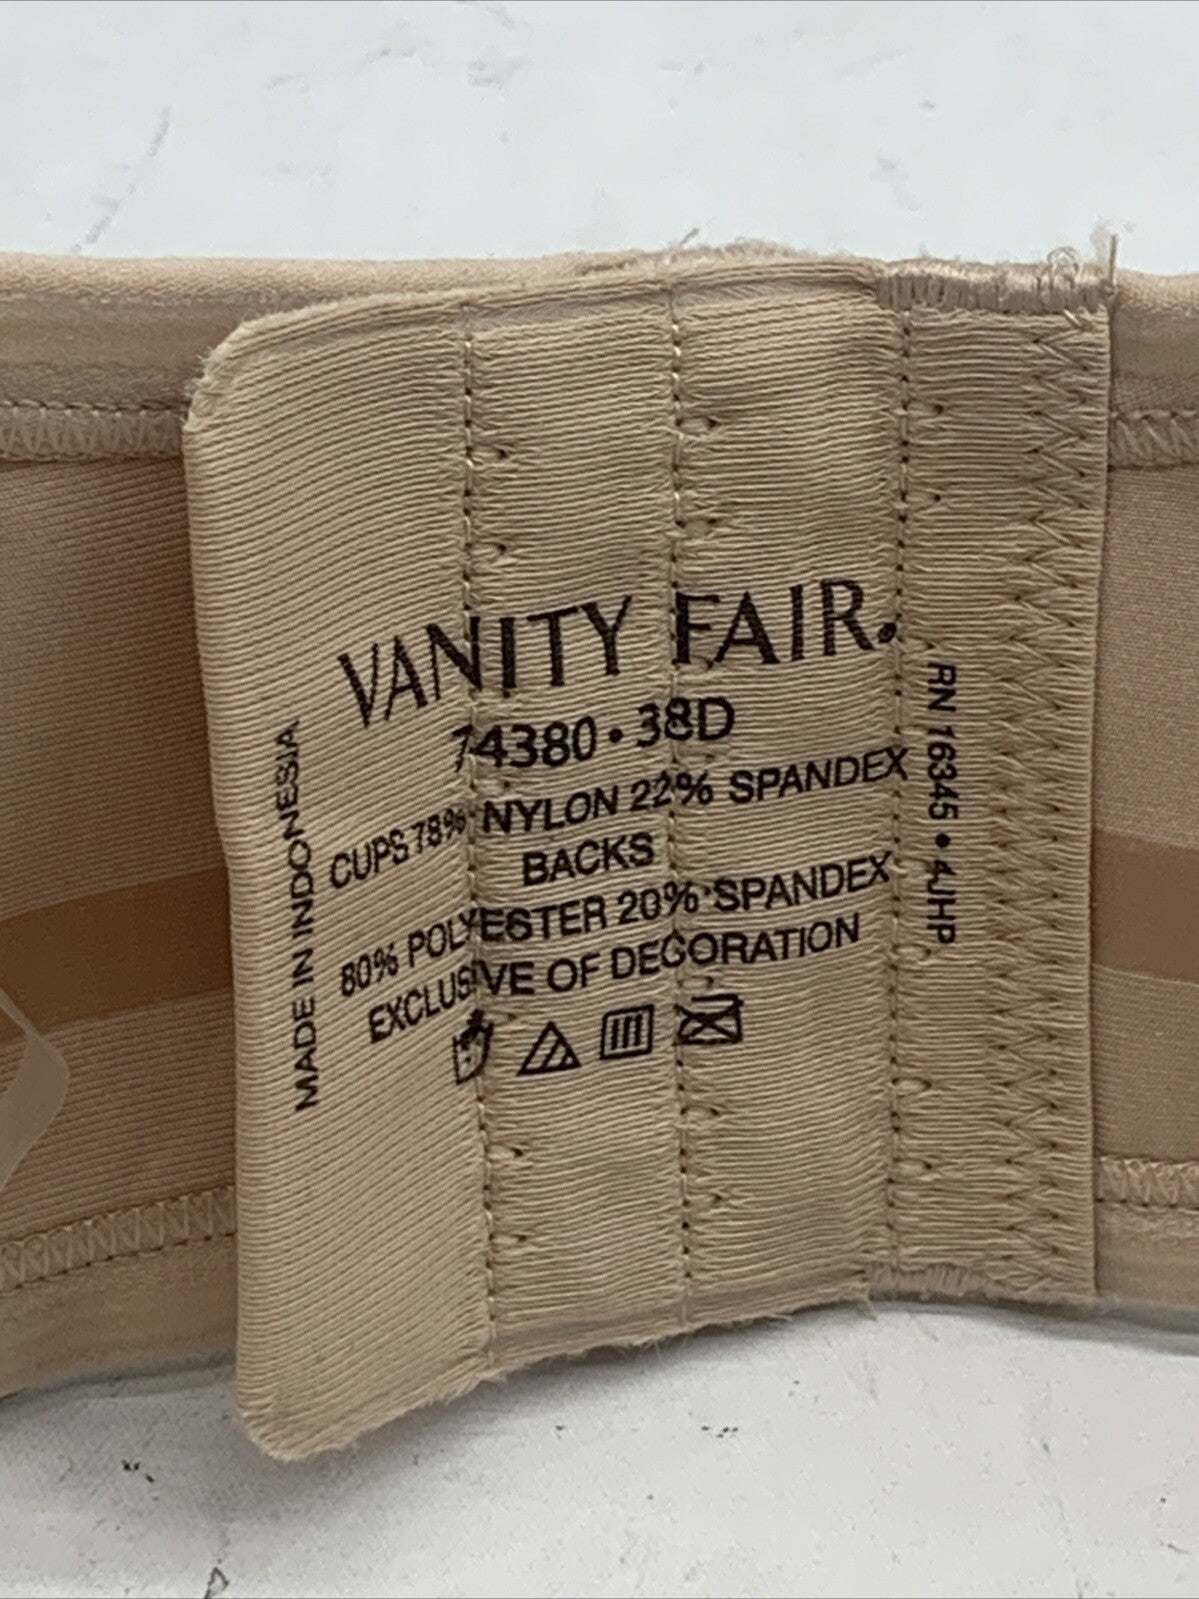 VANITY FAIR.
74380 • 38D
CUPS 78% NYLON 22% SPANDEX
BACKS
80% POLYESTER 20% SPANDEX
EXCLUSIVE OF DECORATION
MADE IN INDONESIA
RN 16345 • 4JHP